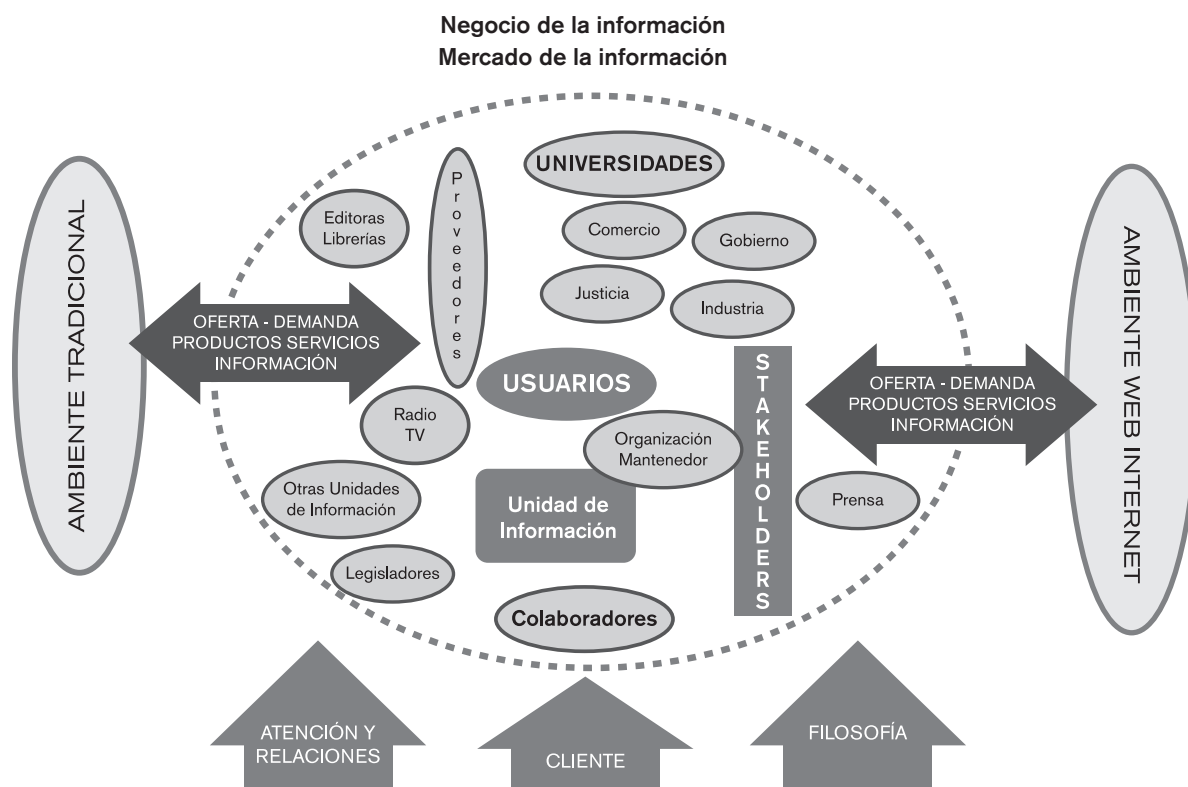 Negocio de la información
Mercado de la información
AMBIENTE TRADICIONAL
Editoras
Librerías
Proveedores
UNIVERSIDADES
Comercio
Gobierno
Justicia
Industria
OFERTA - DEMANDA
PRODUCTOS SERVICIOS
INFORMACIÓN
USUARIOS
STAKEHOLDERS
OFERTA - DEMANDA
PRODUCTOS SERVICIOS
INFORMACIÓN
AMBIENTE WEB INTERNET
Radio
TV
Organización
Mantenedor
Otras Unidades
de Información
Unidad de
Información
Prensa
Legisladores
Colaboradores
ATENCIÓN Y
RELACIONES
CLIENTE
FILOSOFÍA